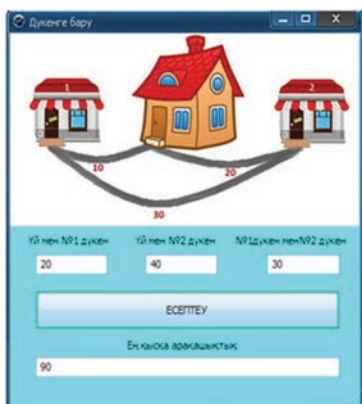 Дүкенге бару
1
2
10
20
30
Үй мен №1 дүкен
Үй мен №2 дүкен
№1дүкен мен№2 дүкен
20
40
30
ЕСЕПТЕУ
Ең қысқа арақашықтық
90